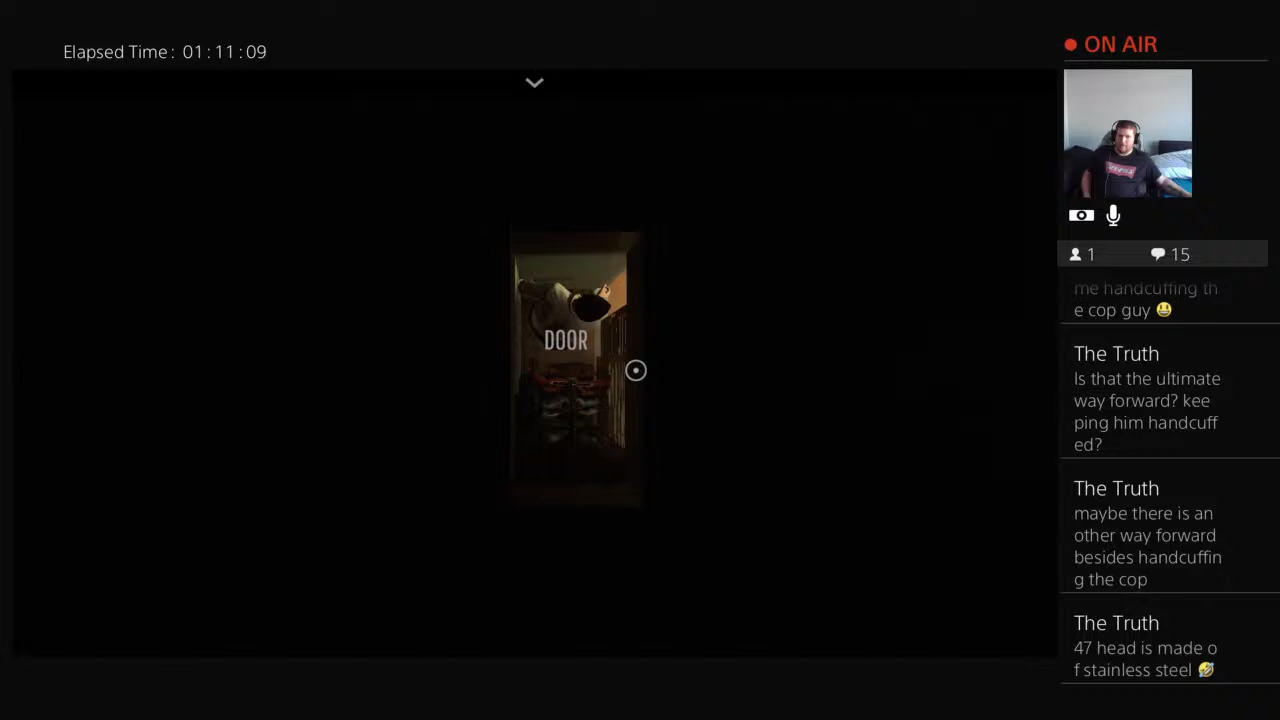 Elapsed Time: 01:11:09
ON AIR
1 15
me handcuffing th
e cop guy 😃
The Truth
Is that the ultimate
way forward? kee
ping him handcuff
ed?
The Truth
maybe there is an
other way forward
besides handcuffin
g the cop
The Truth
47 head is made o
f stainless steel 🤣
DOOR